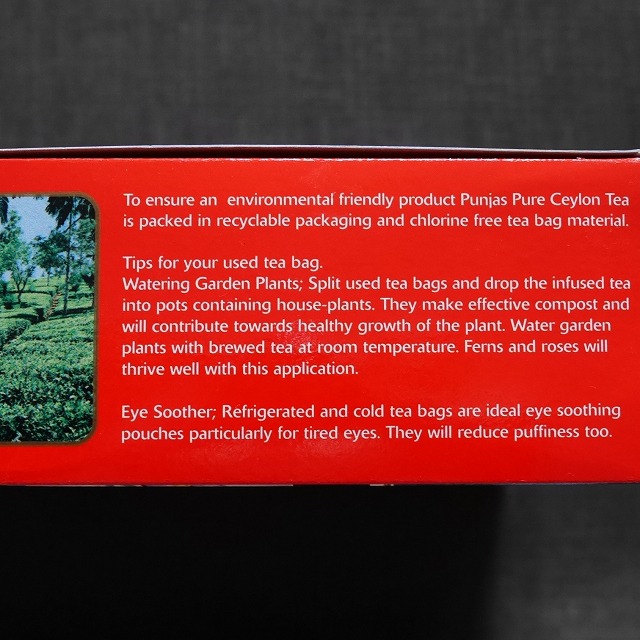 To ensure an environmental friendly product Punjas Pure Ceylon Tea
is packed in recyclable packaging and chlorine free tea bag material.
Tips for your used tea bag.
Watering Garden Plants; Split used tea bags and drop the infused tea
into pots containing house-plants. They make effective compost and
will contribute towards healthy growth of the plant. Water garden
plants with brewed tea at room temperature. Ferns and roses will
thrive well with this application.
Eye Soother; Refrigerated and cold tea bags are ideal eye soothing
pouches particularly for tired eyes. They will reduce puffiness too.